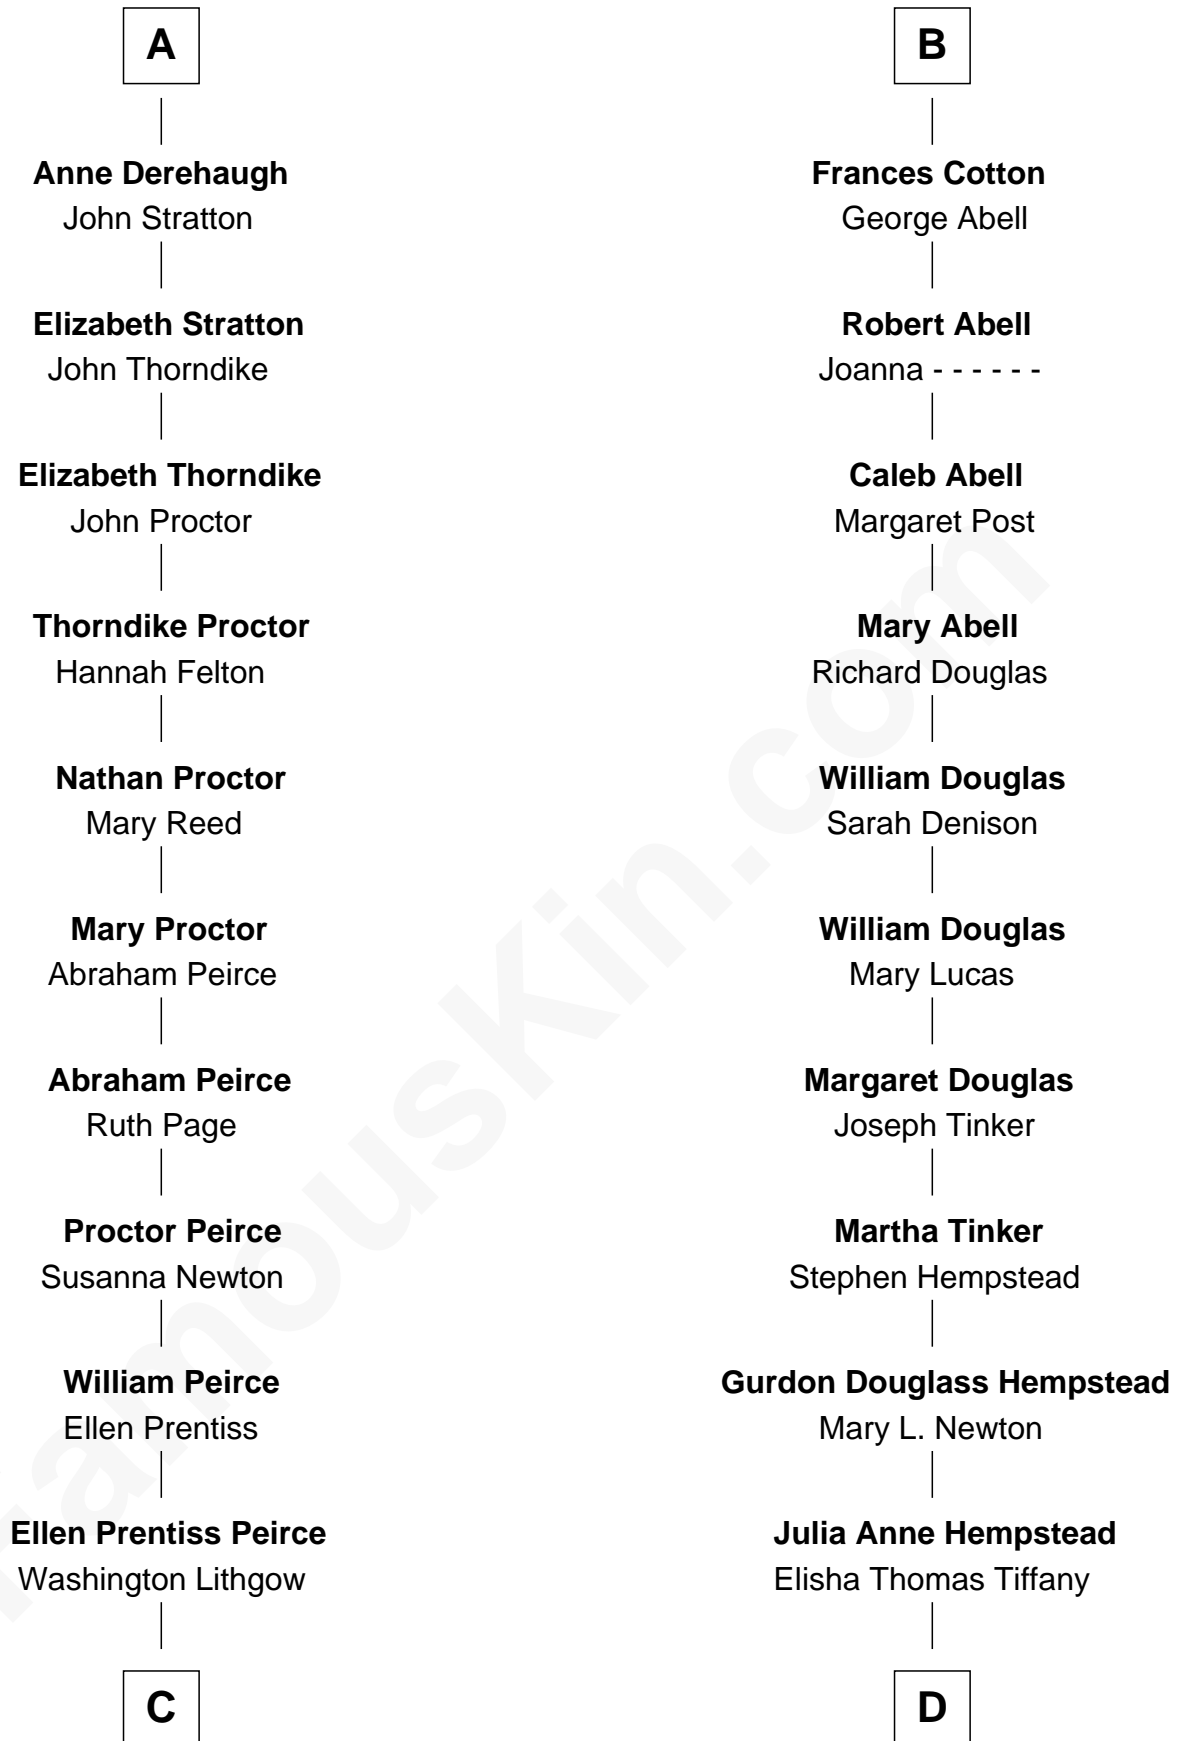 A
Anne Derehaugh
John Stratton
Elizabeth Stratton
John Thorndike
Elizabeth Thorndike
John Proctor
Thorndike Proctor
Hannah Felton
Nathan Proctor
Mary Reed
Mary Proctor
Abraham Peirce
Abraham Peirce
Ruth Page
Proctor Peirce
Susanna Newton
William Peirce
Ellen Prentiss
Ellen Prentiss Peirce
Washington Lithgow
C
B
Frances Cotton
George Abell
Robert Abell
Joanna - - - - - -
Caleb Abell
Margaret Post
Mary Abell
Richard Douglas
William Douglas
Sarah Denison
William Douglas
Mary Lucas
Margaret Douglas
Joseph Tinker
Martha Tinker
Stephen Hempstead
Gurdon Douglass Hempstead
Mary L. Newton
Julia Anne Hempstead
Elisha Thomas Tiffany
D
FamousKin.com